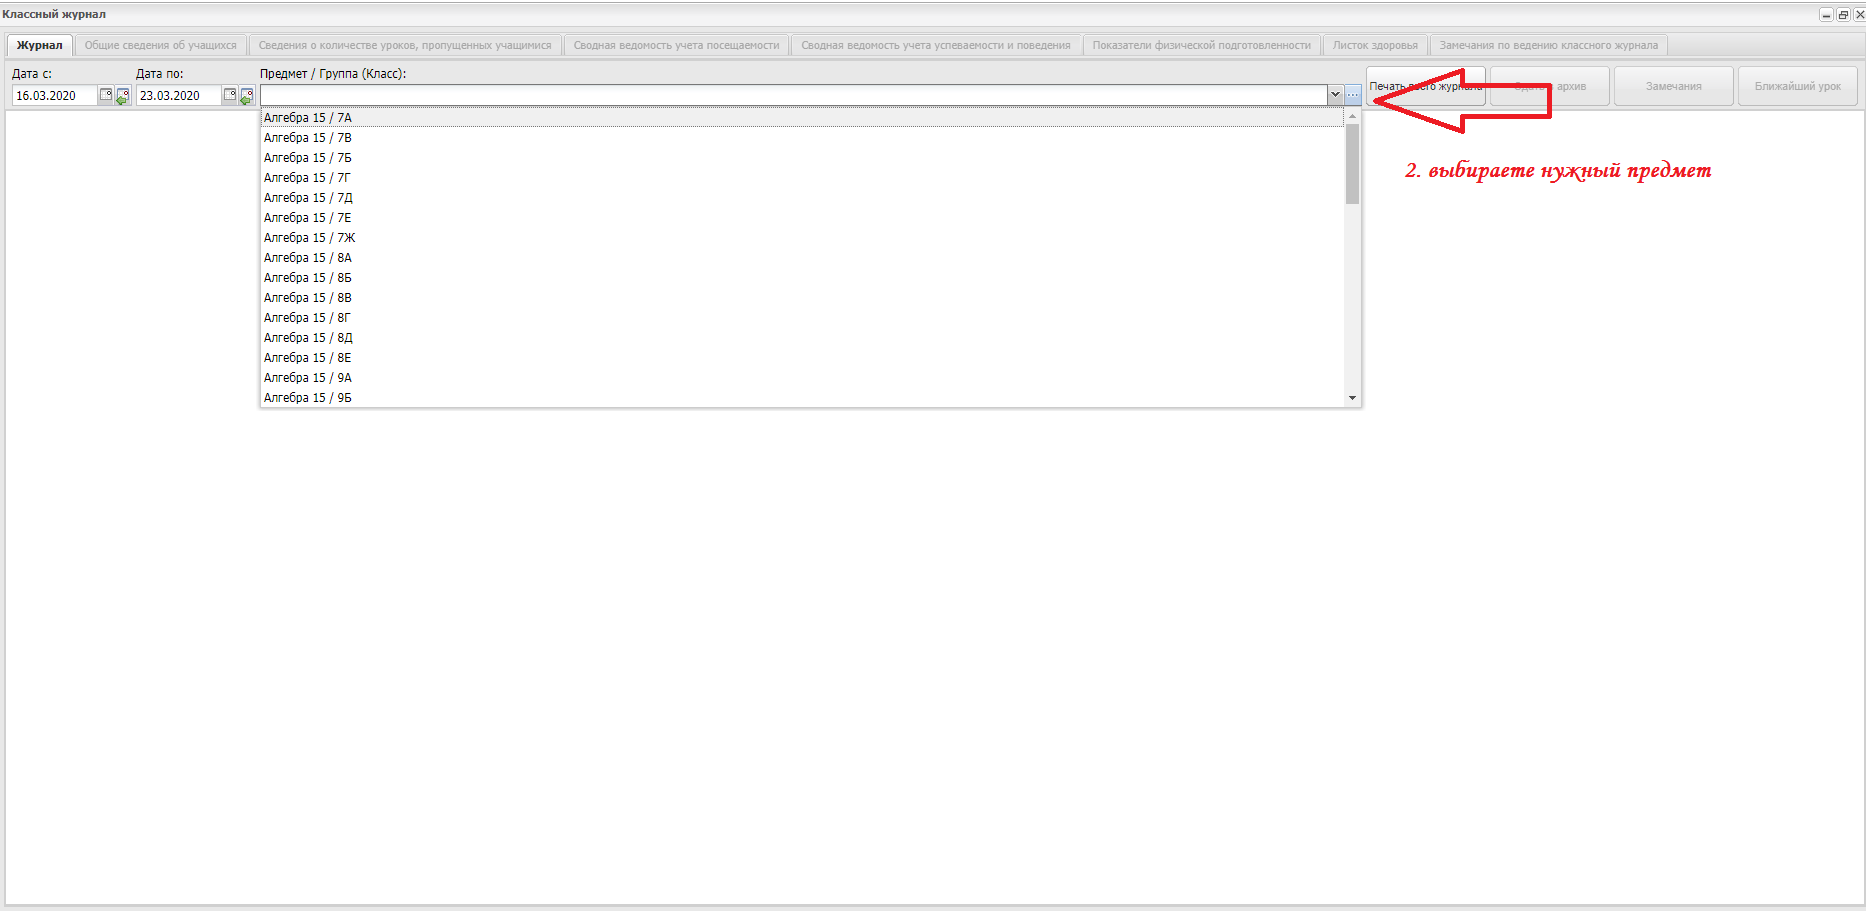 Классный журнал
Журнал
Общие сведения об учащихся
Сведения о количестве уроков, пропущенных учащимися
Сводная ведомость учета посещаемости
Сводная ведомость учета успеваемости и поведения
Показатели физической подготовленности
Листок здоровья
Замечания по ведению классного журнала
Дата с:
Дата по:
Предмет / Группа (Класс):
16.03.2020
23.03.2020
Печать всего журнала
архив
Замечания
Ближайший урок
Алгебра 15 / 7А
Алгебра 15 / 7В
Алгебра 15 / 7Б
Алгебра 15 / 7Г
Алгебра 15 / 7Д
Алгебра 15 / 7Е
Алгебра 15 / 7Ж
Алгебра 15 / 8А
Алгебра 15 / 8Б
Алгебра 15 / 8В
Алгебра 15 / 8Г
Алгебра 15 / 8Д
Алгебра 15 / 8Е
Алгебра 15 / 9А
Алгебра 15 / 9Б
2. выбираете нужный предмет